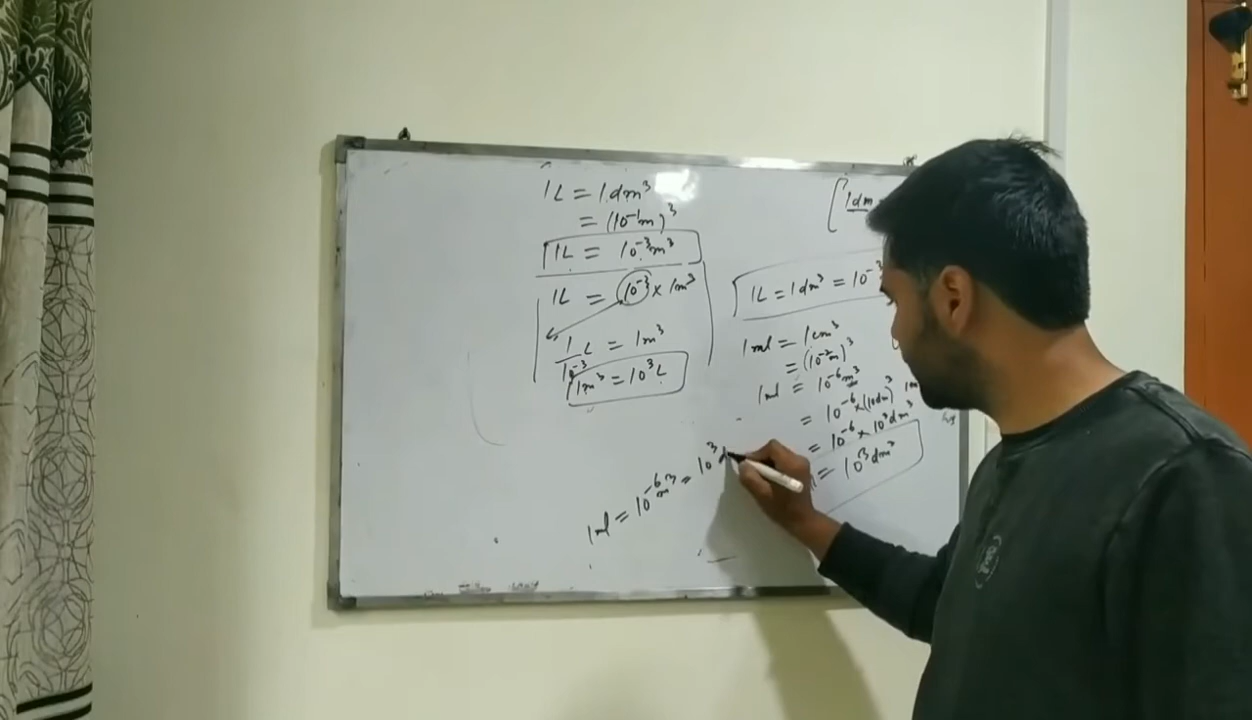 1L = 1dm³
= (10⁻¹m)³
1L = 10⁻³m³
1L = 10⁻³ × 1m³
1/10⁻³ L = 1m³
1m³ = 10³L
[1dm
1L = 1dm³ = 10⁻³
1ml = 1cm³
= (10⁻²m)³
1ml = 10⁻⁶m³
= 10⁻⁶×(10dm)³
= 10⁻⁶ × 10³dm³
= 10⁻³dm³
1ml = 10⁻⁶m³ = 10³d